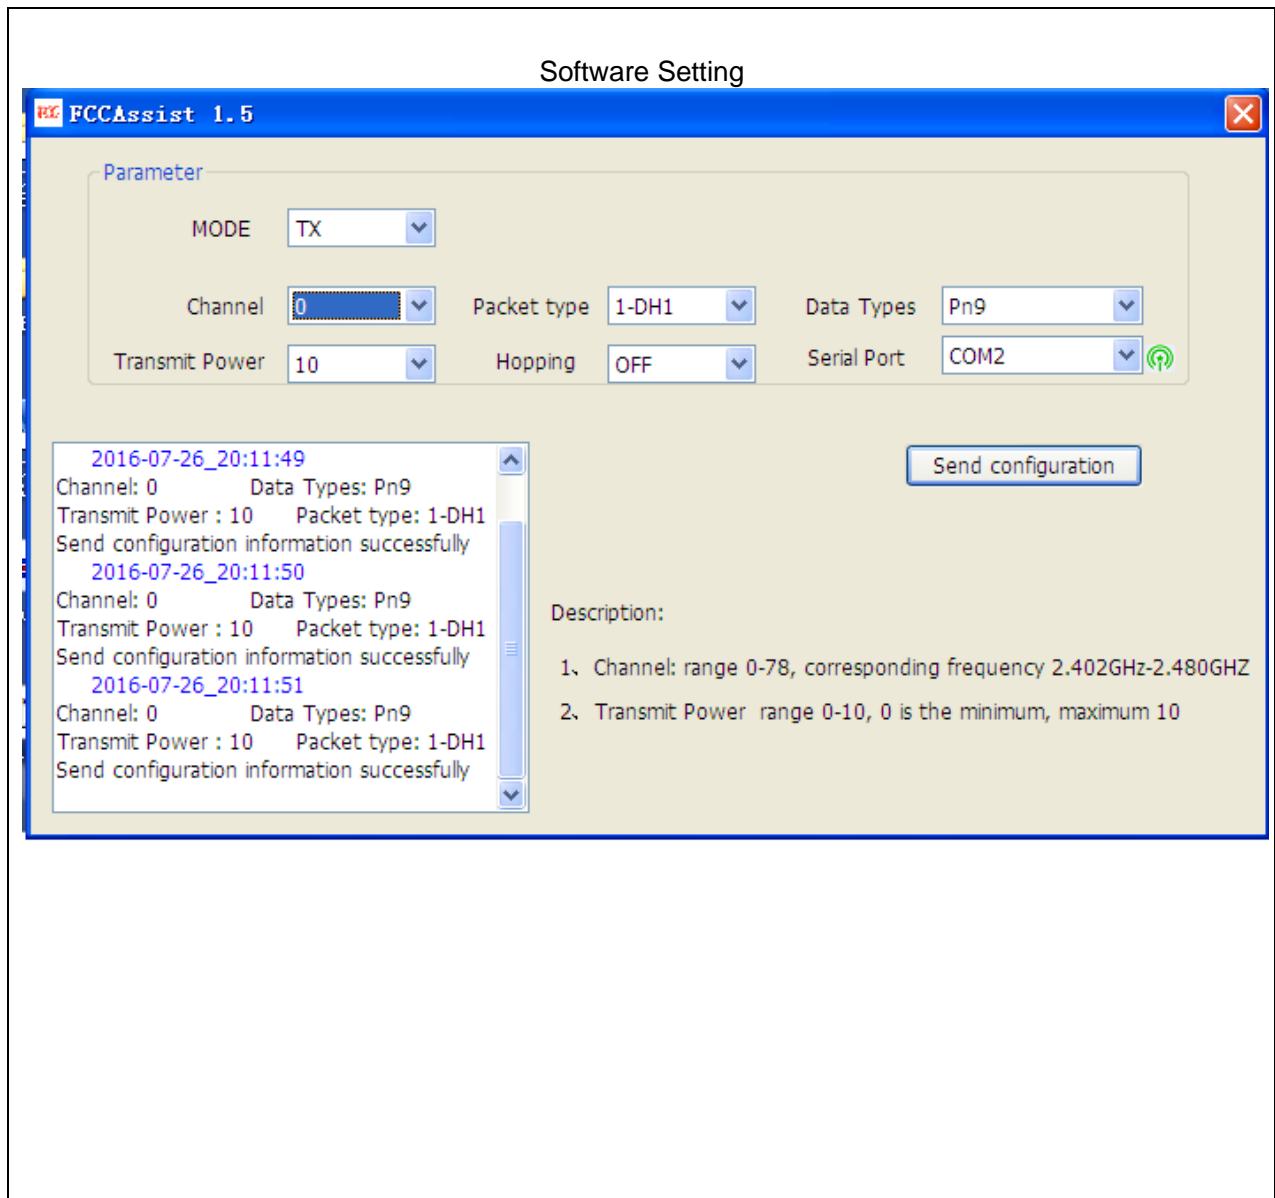 Software Setting
FCCAssist 1.5
Parameter
MODE TX
Channel 0 Packet type 1-DH1 Data Types Pn9
Transmit Power 10 Hopping OFF Serial Port COM2
2016-07-26_20:11:49
Channel: 0 Data Types: Pn9
Transmit Power : 10 Packet type: 1-DH1
Send configuration information successfully
2016-07-26_20:11:50
Channel: 0 Data Types: Pn9
Transmit Power : 10 Packet type: 1-DH1
Send configuration information successfully
2016-07-26_20:11:51
Channel: 0 Data Types: Pn9
Transmit Power : 10 Packet type: 1-DH1
Send configuration information successfully
Send configuration
Description:
1、Channel: range 0-78, corresponding frequency 2.402GHz-2.480GHZ
2、Transmit Power range 0-10, 0 is the minimum, maximum 10